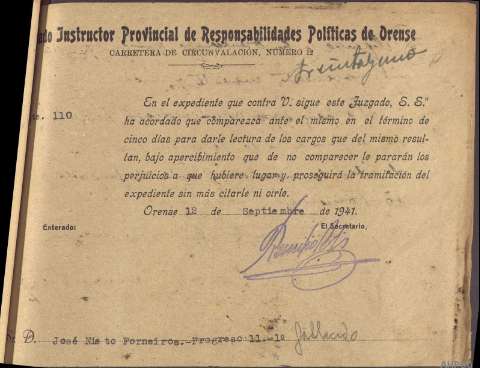 do Instructor Provincial de Responsabilidades Políticas de Orense
CARRETERA DE CIRCUNVALACIÓN, NÚMERO 12
treinta y uno
110
En el expediente que contra V. sigue este Juzgado, S. S.ª
ha acordado que comparezca ante el mismo en el término de
cinco días para darle lectura de los cargos que del mismo resul-
tan, bajo apercibimiento que de no comparecer le pararán los
perjuicios a que hubiere lugar y proseguirá la tramitación del
expediente sin más citarle ni oirle.
Orense 12 de Septiembre de 1941.
Enterado: El Secretario,
D. José Nieto Forneiros.-Progreso 11.-1º